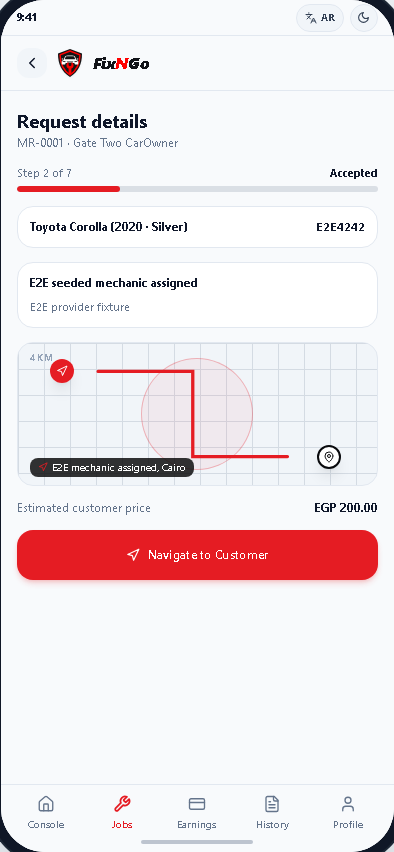 9:41
AR
FixNGo
Request details
MR-0001 · Gate Two CarOwner
Step 2 of 7 Accepted
Toyota Corolla (2020 · Silver) E2E4242
E2E seeded mechanic assigned
E2E provider fixture
4 KM
E2E mechanic assigned, Cairo
Estimated customer price EGP 200.00
Navigate to Customer
Console Jobs Earnings History Profile